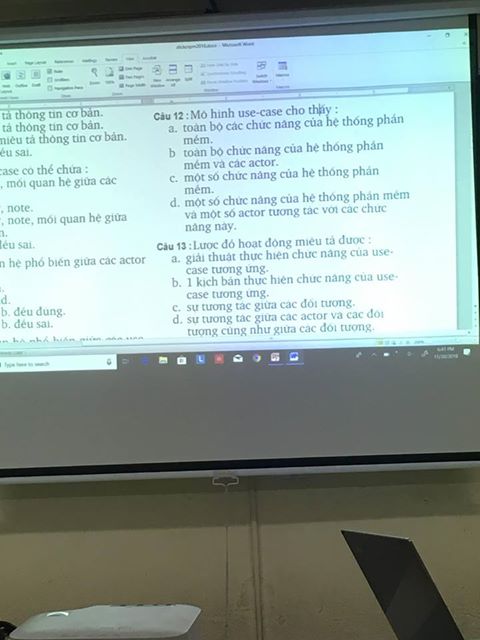 Microsoft Word
Page Layout References Mailings Review View
tả thông tin cơ bản.
tả thông tin cơ bản.
miêu tả thông tin cơ bản.
đều sai.
case có thể chứa :
, mối quan hệ giữa các
, note.
, note, mối quan hệ giữa
đều sai.
n hệ phổ biến giữa các actor
d.
b. đều đúng.
b. đều sai.
Câu 12 : Mô hình use-case cho thấy :
a. toàn bộ các chức năng của hệ thống phần
mềm.
b toàn bộ chức năng của hệ thống phần
mềm và các actor.
c. một số chức năng của hệ thống phần
mềm.
d. một số chức năng của hệ thống phần mềm
và một số actor tương tác với các chức
năng này.
Câu 13 : Lược đồ hoạt động miêu tả được :
a. giải thuật thực hiện chức năng của use-
case tương ứng.
b. 1 kịch bản thực hiện chức năng của use-
case tương ứng.
c. sự tương tác giữa các đối tượng.
d. sự tương tác giữa các actor và các đối
tượng cũng như giữa các đối tượng.
Type here to search